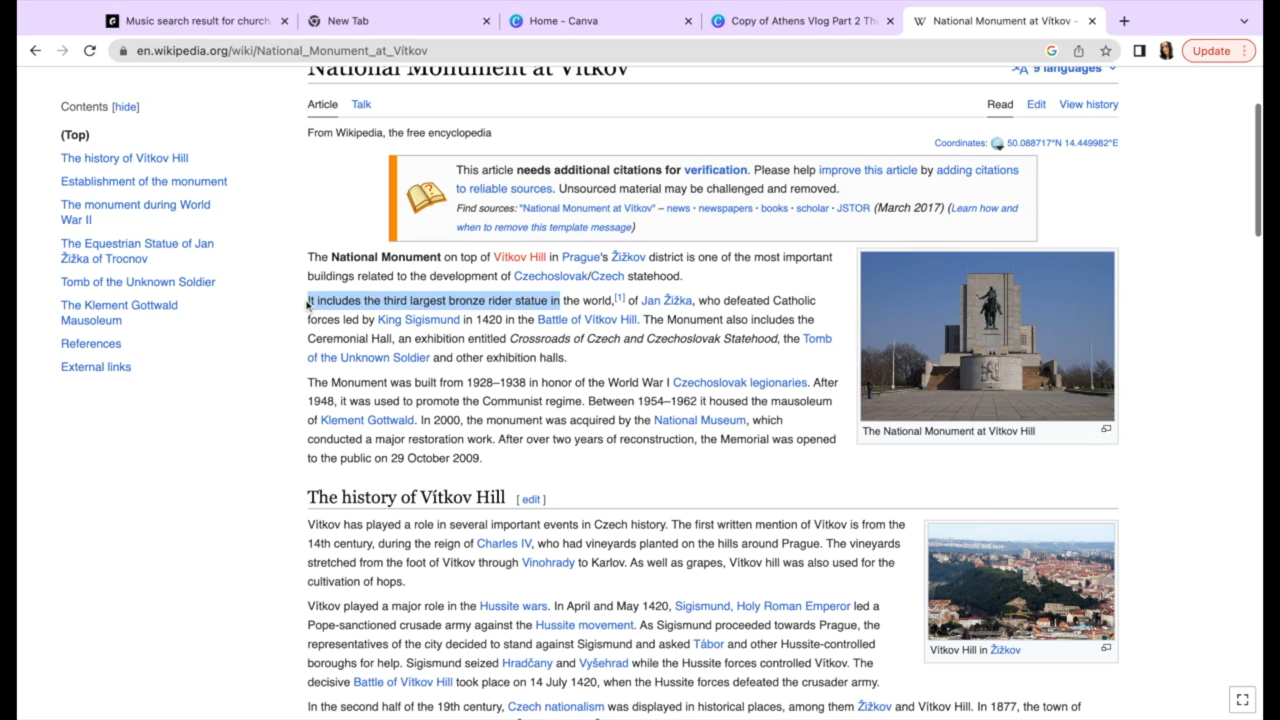 Music search result for church
New Tab
Home - Canva
Copy of Athens Vlog Part 2 Th
National Monument at Vítkov -
en.wikipedia.org/wiki/National_Monument_at_Vítkov
Update
National Monument at Vítkov
9 languages
Contents [hide]
(Top)
The history of Vítkov Hill
Establishment of the monument
The monument during World
War II
The Equestrian Statue of Jan
Žižka of Trocnov
Tomb of the Unknown Soldier
The Klement Gottwald
Mausoleum
References
External links
Article Talk
Read Edit View history
From Wikipedia, the free encyclopedia
Coordinates: 50.088717°N 14.449982°E
This article needs additional citations for verification. Please help improve this article by adding citations
to reliable sources. Unsourced material may be challenged and removed.
Find sources: "National Monument at Vítkov" – news · newspapers · books · scholar · JSTOR (March 2017) (Learn how and
when to remove this template message)
The National Monument on top of Vítkov Hill in Prague's Žižkov district is one of the most important
buildings related to the development of Czechoslovak/Czech statehood.
It includes the third largest bronze rider statue in the world,[1] of Jan Žižka, who defeated Catholic
forces led by King Sigismund in 1420 in the Battle of Vítkov Hill. The Monument also includes the
Ceremonial Hall, an exhibition entitled Crossroads of Czech and Czechoslovak Statehood, the Tomb
of the Unknown Soldier and other exhibition halls.
The Monument was built from 1928–1938 in honor of the World War I Czechoslovak legionaries. After
1948, it was used to promote the Communist regime. Between 1954–1962 it housed the mausoleum
of Klement Gottwald. In 2000, the monument was acquired by the National Museum, which
conducted a major restoration work. After over two years of reconstruction, the Memorial was opened
to the public on 29 October 2009.
The National Monument at Vítkov Hill
The history of Vítkov Hill [ edit ]
Vítkov has played a role in several important events in Czech history. The first written mention of Vítkov is from the
14th century, during the reign of Charles IV, who had vineyards planted on the hills around Prague. The vineyards
stretched from the foot of Vítkov through Vinohrady to Karlov. As well as grapes, Vítkov hill was also used for the
cultivation of hops.
Vítkov played a major role in the Hussite wars. In April and May 1420, Sigismund, Holy Roman Emperor led a
Pope-sanctioned crusade army against the Hussite movement. As Sigismund proceeded towards Prague, the
representatives of the city decided to stand against Sigismund and asked Tábor and other Hussite-controlled
boroughs for help. Sigismund seized Hradčany and Vyšehrad while the Hussite forces controlled Vítkov. The
decisive Battle of Vítkov Hill took place on 14 July 1420, when the Hussite forces defeated the crusader army.
Vítkov Hill in Žižkov
In the second half of the 19th century, Czech nationalism was displayed in historical places, among them Žižkov and Vítkov Hill. In 1877, the town of